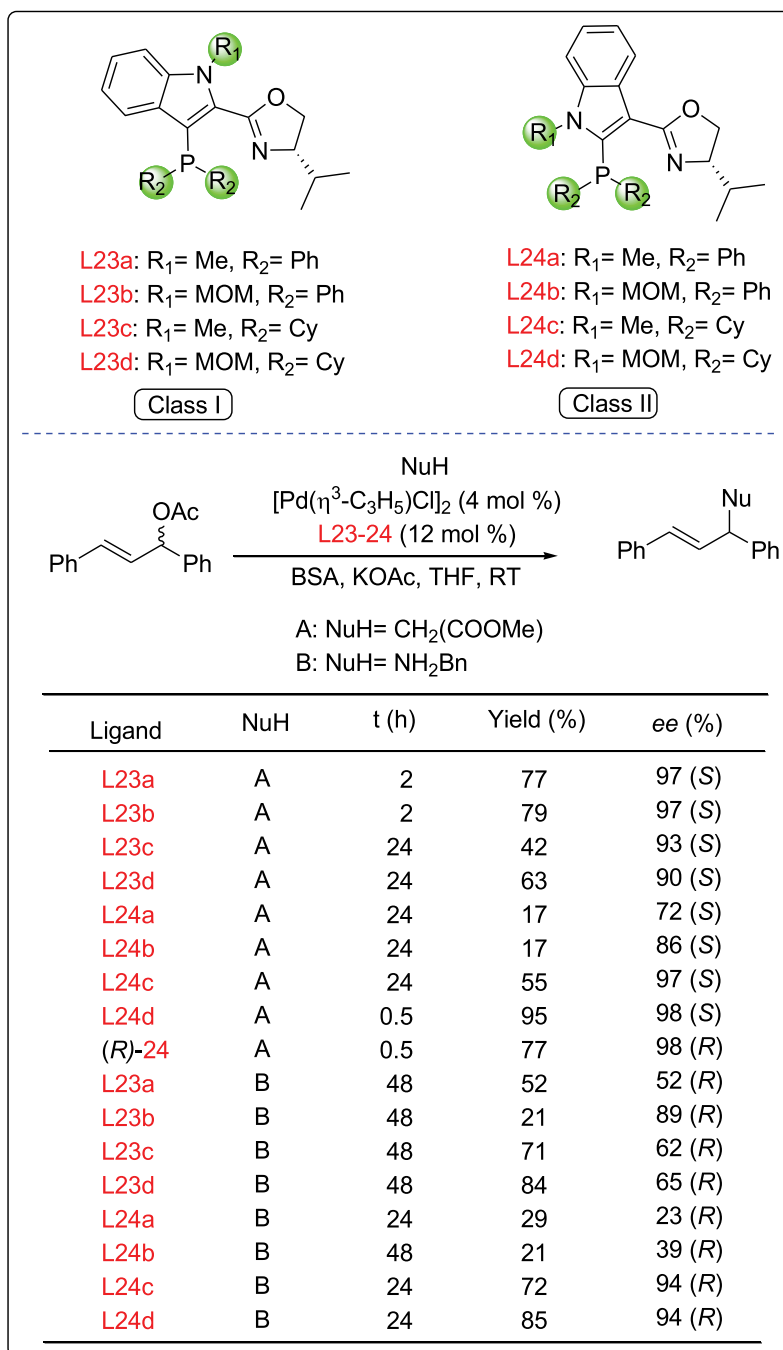 R₁
N
O
N
P
R₂ R₂
L23a: R₁= Me, R₂= Ph
L23b: R₁= MOM, R₂= Ph
L23c: R₁= Me, R₂= Cy
L23d: R₁= MOM, R₂= Cy
Class I
O
N
R₁
N
P
R₂ R₂
L24a: R₁= Me, R₂= Ph
L24b: R₁= MOM, R₂= Ph
L24c: R₁= Me, R₂= Cy
L24d: R₁= MOM, R₂= Cy
Class II
OAc
Ph Ph
NuH
[Pd(η³-C₃H₅)Cl]2 (4 mol %)
L23-24 (12 mol %)
BSA, KOAc, THF, RT
Nu
Ph Ph
A: NuH= CH₂(COOMe)
B: NuH= NH₂Bn
Ligand NuH t (h) Yield (%) ee (%)
L23a A 2 77 97 (S)
L23b A 2 79 97 (S)
L23c A 24 42 93 (S)
L23d A 24 63 90 (S)
L24a A 24 17 72 (S)
L24b A 24 17 86 (S)
L24c A 24 55 97 (S)
L24d A 0.5 95 98 (S)
(R)-24 A 0.5 77 98 (R)
L23a B 48 52 52 (R)
L23b B 48 21 89 (R)
L23c B 48 71 62 (R)
L23d B 48 84 65 (R)
L24a B 24 29 23 (R)
L24b B 48 21 39 (R)
L24c B 24 72 94 (R)
L24d B 24 85 94 (R)